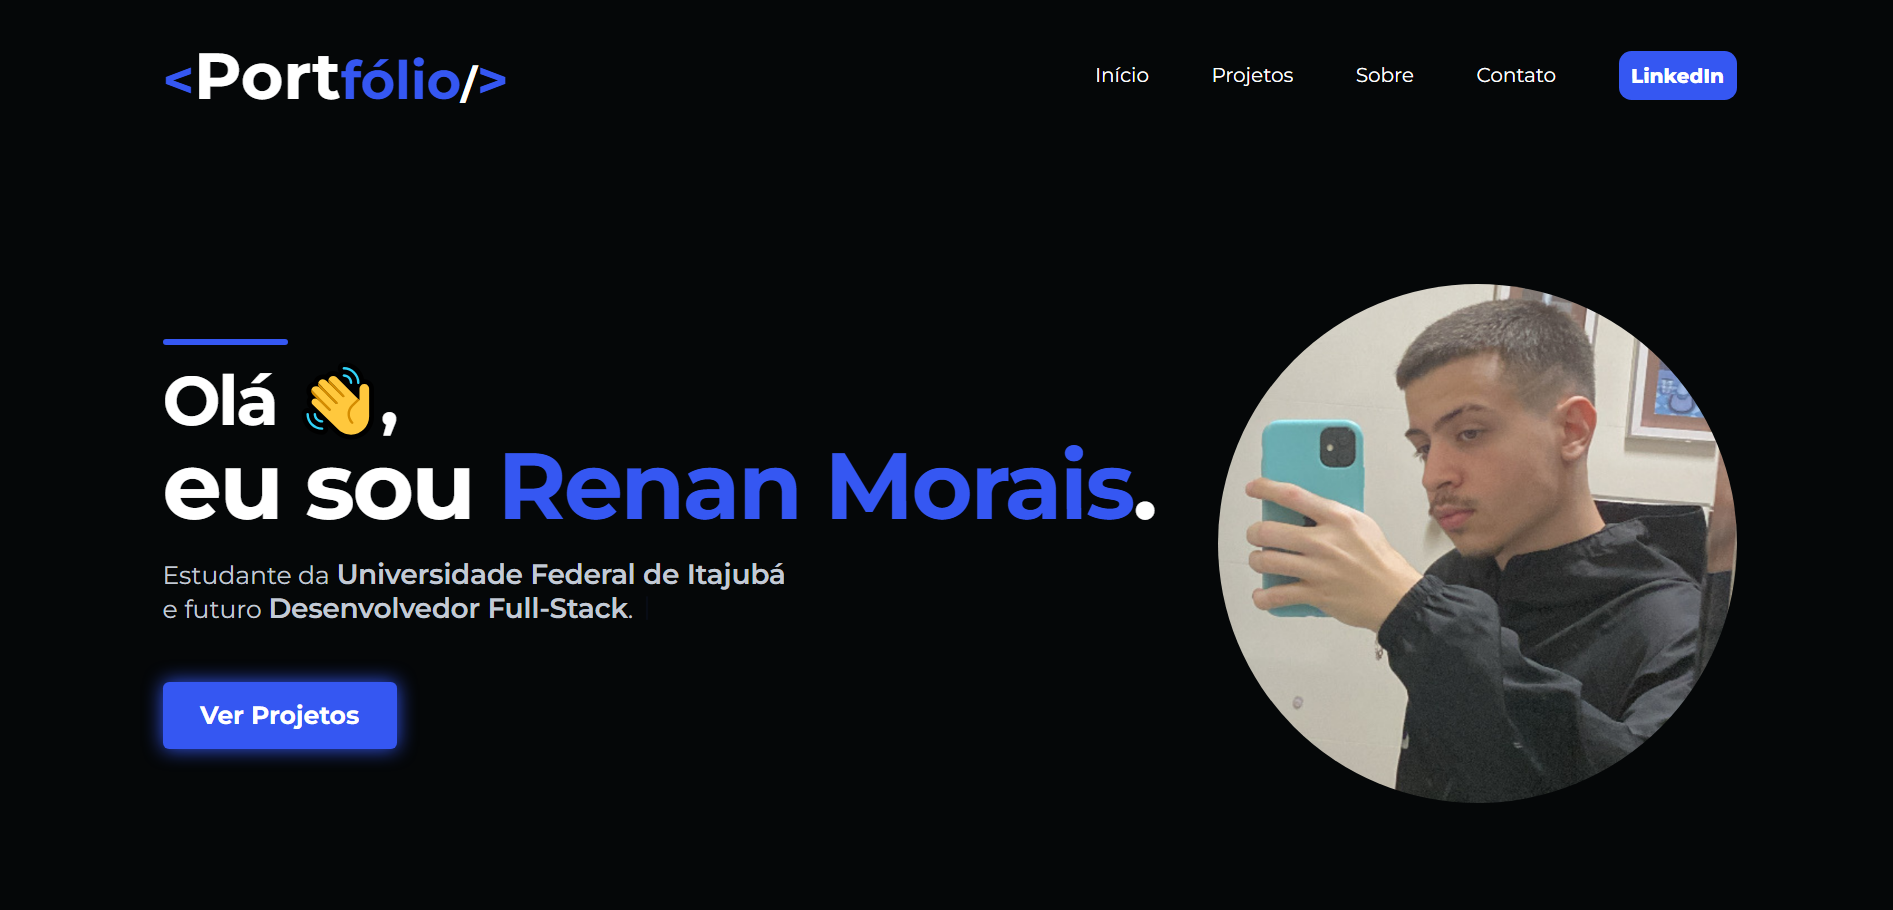 <Portfólio/>
Início
Projetos
Sobre
Contato
LinkedIn
Olá 👋,
eu sou Renan Morais.
Estudante da Universidade Federal de Itajubá
e futuro Desenvolvedor Full-Stack.
Ver Projetos